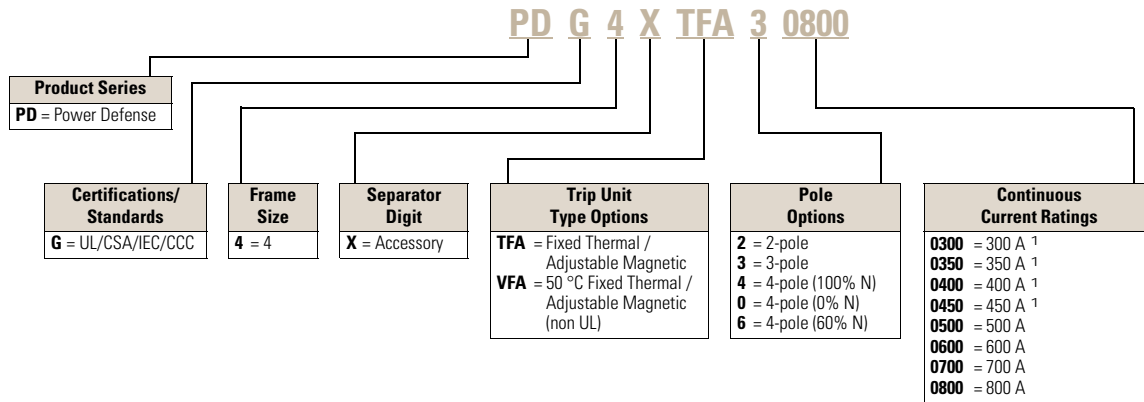 PD G 4 X TFA 3 0800
Product Series
PD = Power Defense
Certifications/
Standards
G = UL/CSA/IEC/CCC
Frame
Size
4 = 4
Separator
Digit
X = Accessory
Trip Unit
Type Options
TFA = Fixed Thermal /
Adjustable Magnetic
VFA = 50 °C Fixed Thermal /
Adjustable Magnetic
(non UL)
Pole
Options
2 = 2-pole
3 = 3-pole
4 = 4-pole (100% N)
0 = 4-pole (0% N)
6 = 4-pole (60% N)
Continuous
Current Ratings
0300 = 300 A 1
0350 = 350 A 1
0400 = 400 A 1
0450 = 450 A 1
0500 = 500 A
0600 = 600 A
0700 = 700 A
0800 = 800 A